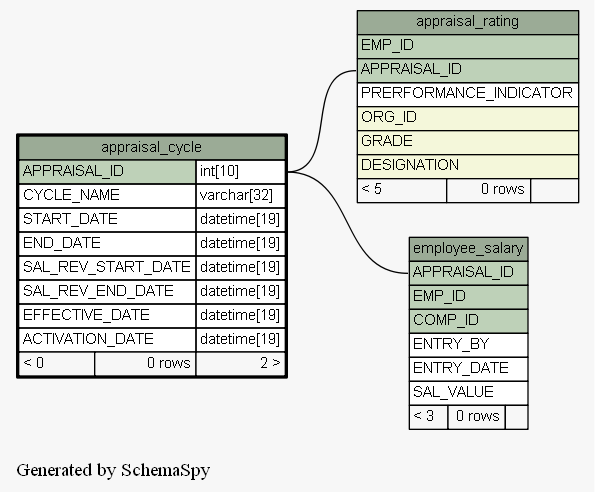 appraisal_rating
EMP_ID
APPRAISAL_ID
PRERFORMANCE_INDICATOR
ORG_ID
GRADE
DESIGNATION
< 5 0 rows
appraisal_cycle
APPRAISAL_ID int[10]
CYCLE_NAME varchar[32]
START_DATE datetime[19]
END_DATE datetime[19]
SAL_REV_START_DATE datetime[19]
SAL_REV_END_DATE datetime[19]
EFFECTIVE_DATE datetime[19]
ACTIVATION_DATE datetime[19]
< 0 0 rows 2 >
employee_salary
APPRAISAL_ID
EMP_ID
COMP_ID
ENTRY_BY
ENTRY_DATE
SAL_VALUE
< 3 0 rows
Generated by SchemaSpy